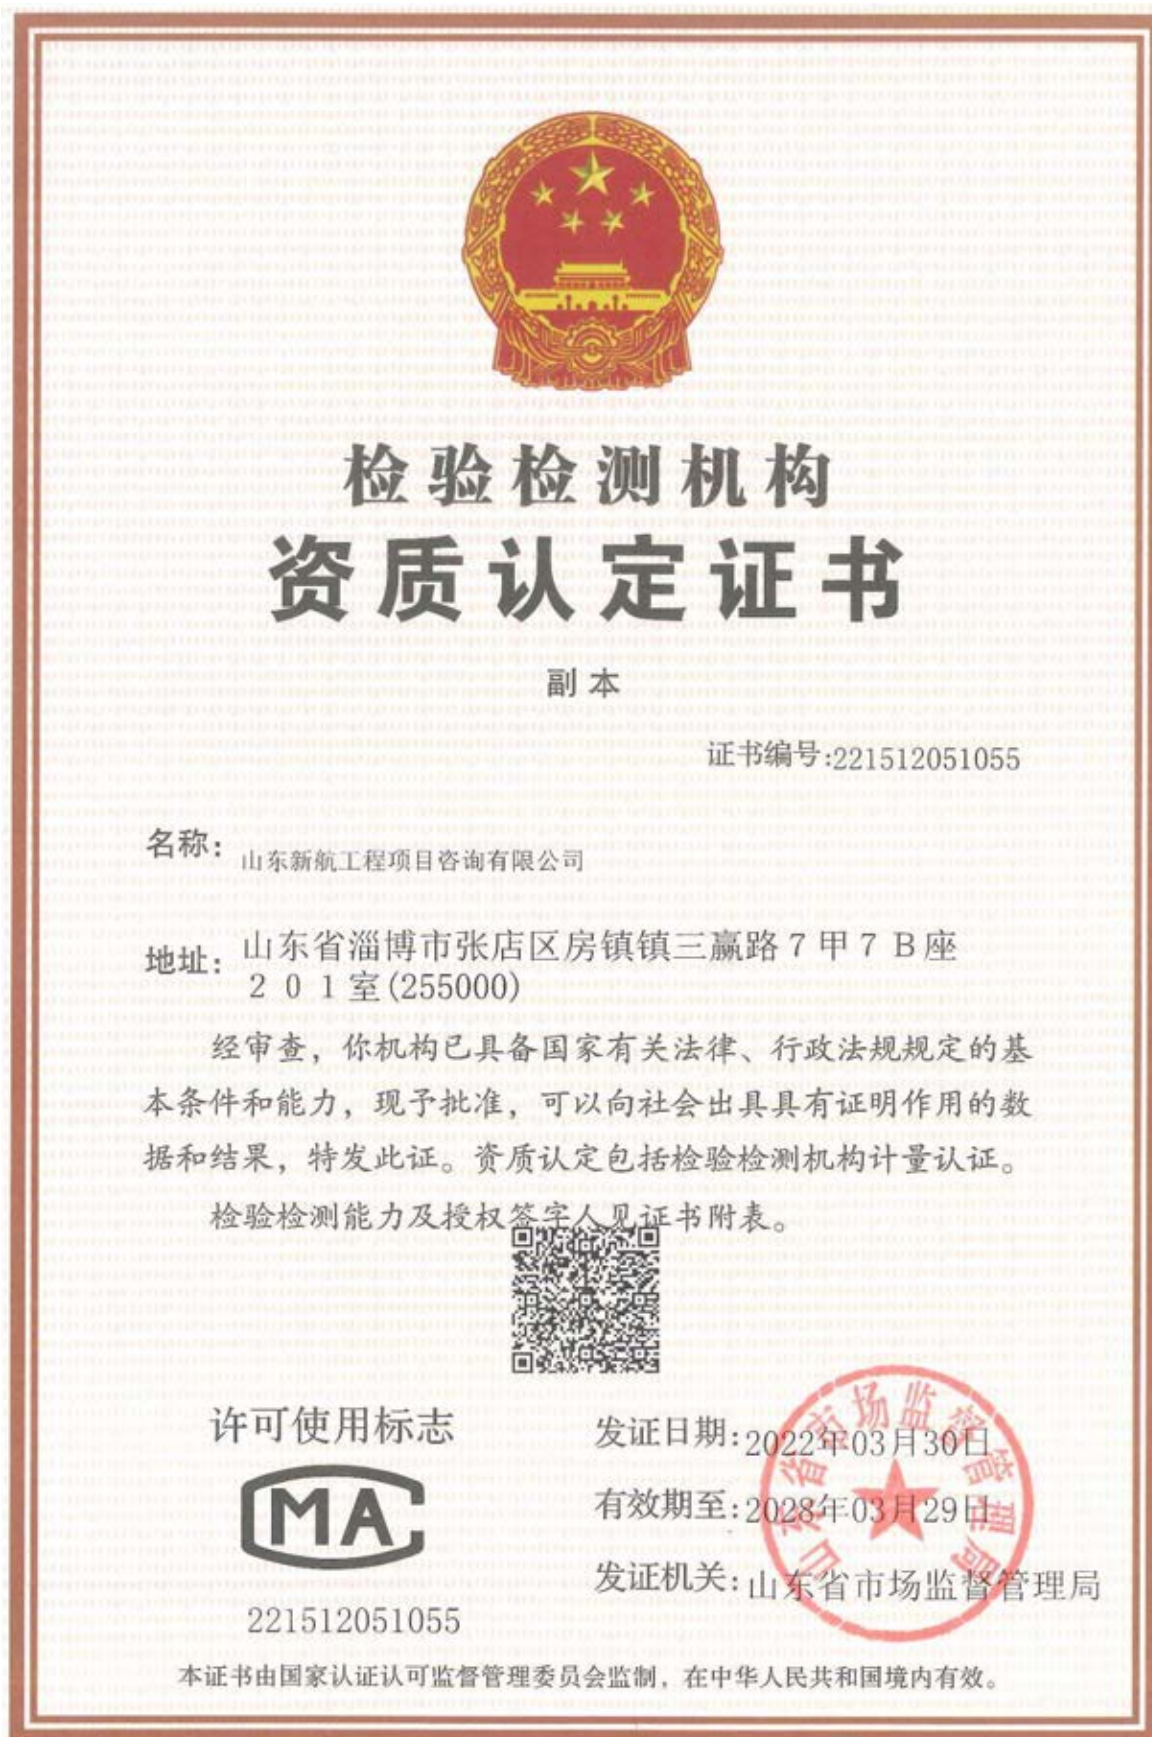 检验检测机构
资质认定证书
副本
证书编号:221512051055
名称: 山东新航工程项目咨询有限公司
地址: 山东省淄博市张店区房镇镇三赢路７甲７Ｂ座
２０１室(255000)
经审查，你机构已具备国家有关法律、行政法规规定的基
本条件和能力，现予批准，可以向社会出具具有证明作用的数
据和结果，特发此证。资质认定包括检验检测机构计量认证。
检验检测能力及授权签字人见证书附表。
许可使用标志
MA
221512051055
发证日期:2022年03月30日
有效期至:2028年03月29日
发证机关:山东省市场监督管理局
山东省市场监督管理局
本证书由国家认证认可监督管理委员会监制，在中华人民共和国境内有效。